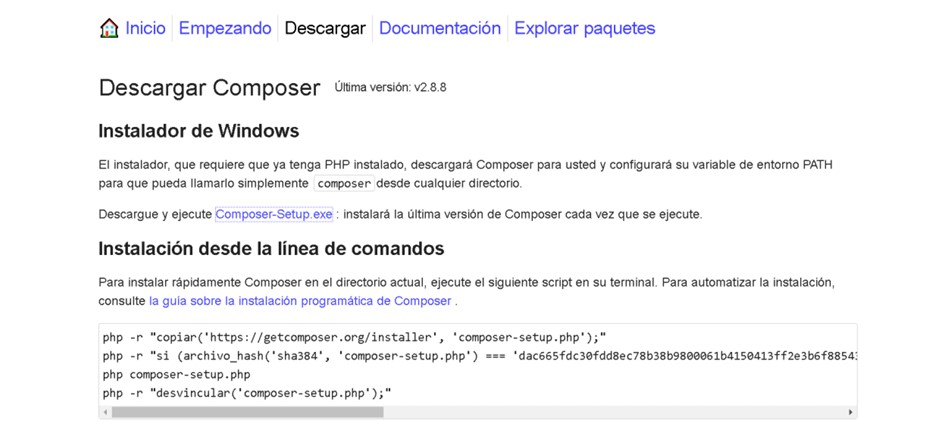 Inicio Empezando Descargar Documentación Explorar paquetes
Descargar Composer Última versión: v2.8.8
Instalador de Windows
El instalador, que requiere que ya tenga PHP instalado, descargará Composer para usted y configurará su variable de entorno PATH
para que pueda llamarlo simplemente composer desde cualquier directorio.
Descargue y ejecute Composer-Setup.exe : instalará la última versión de Composer cada vez que se ejecute.
Instalación desde la línea de comandos
Para instalar rápidamente Composer en el directorio actual, ejecute el siguiente script en su terminal. Para automatizar la instalación,
consulte la guía sobre la instalación programática de Composer .
php -r "copiar('https://getcomposer.org/installer', 'composer-setup.php');"
php -r "si (archivo_hash('sha384', 'composer-setup.php') === 'dac665fdc30fdd8ec78b38b9800061b4150413ff2e3b6f88543
php composer-setup.php
php -r "desvincular('composer-setup.php');"